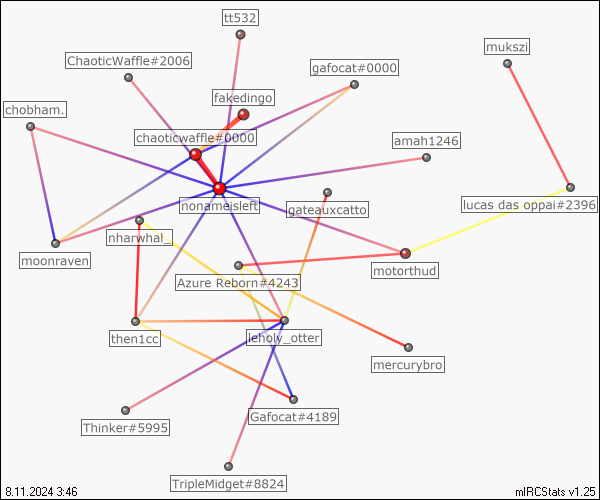 tt532
mukszi
ChaoticWaffle#2006
gafocat#0000
fakedingo
chobham.
chaoticwaffle#0000
amah1246
nonameisleft
gateauxcatto
lucas das oppai#2396
nharwhal_
moonraven
motorthud
Azure Reborn#4243
then1cc
leholy_otter
mercurybro
Gafocat#4189
Thinker#5995
TripleMidget#8824
8.11.2024 3:46
mIRCStats v1.25